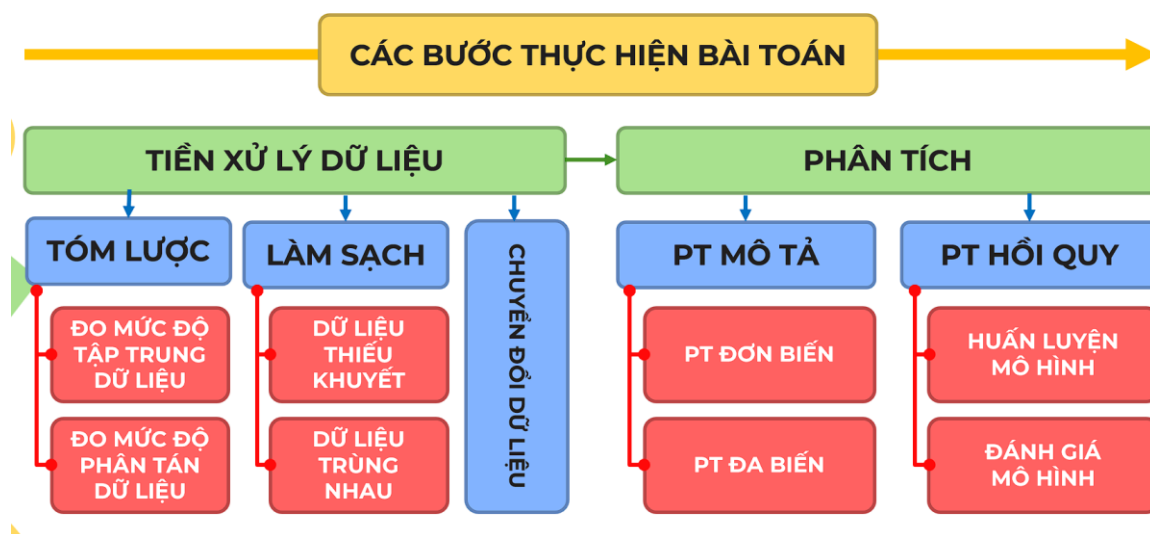 CÁC BƯỚC THỰC HIỆN BÀI TOÁN
TIỀN XỬ LÝ DỮ LIỆU
PHÂN TÍCH
TÓM LƯỢC
LÀM SẠCH
CHUYỂN ĐỔI DỮ LIỆU
PT MÔ TẢ
PT HỒI QUY
ĐO MỨC ĐỘ
TẬP TRUNG
DỮ LIỆU
DỮ LIỆU
THIẾU
KHUYẾT
PT ĐƠN BIẾN
HUẤN LUYỆN
MÔ HÌNH
ĐO MỨC ĐỘ
PHÂN TÁN
DỮ LIỆU
DỮ LIỆU
TRÙNG
NHAU
PT ĐA BIẾN
ĐÁNH GIÁ
MÔ HÌNH